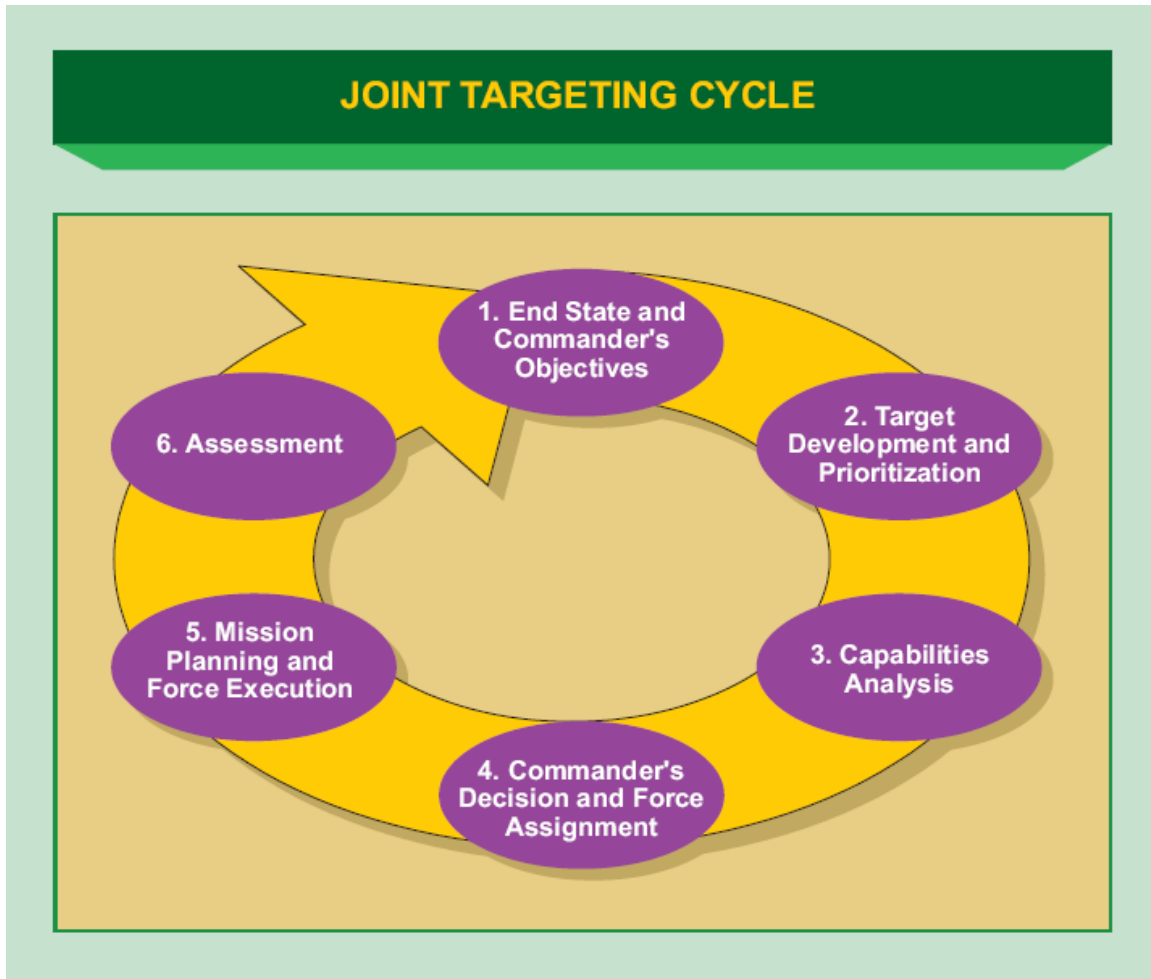 JOINT TARGETING CYCLE
1. End State and
Commander's
Objectives
2. Target
Development and
Prioritization
3. Capabilities
Analysis
4. Commander's
Decision and Force
Assignment
5. Mission
Planning and
Force Execution
6. Assessment